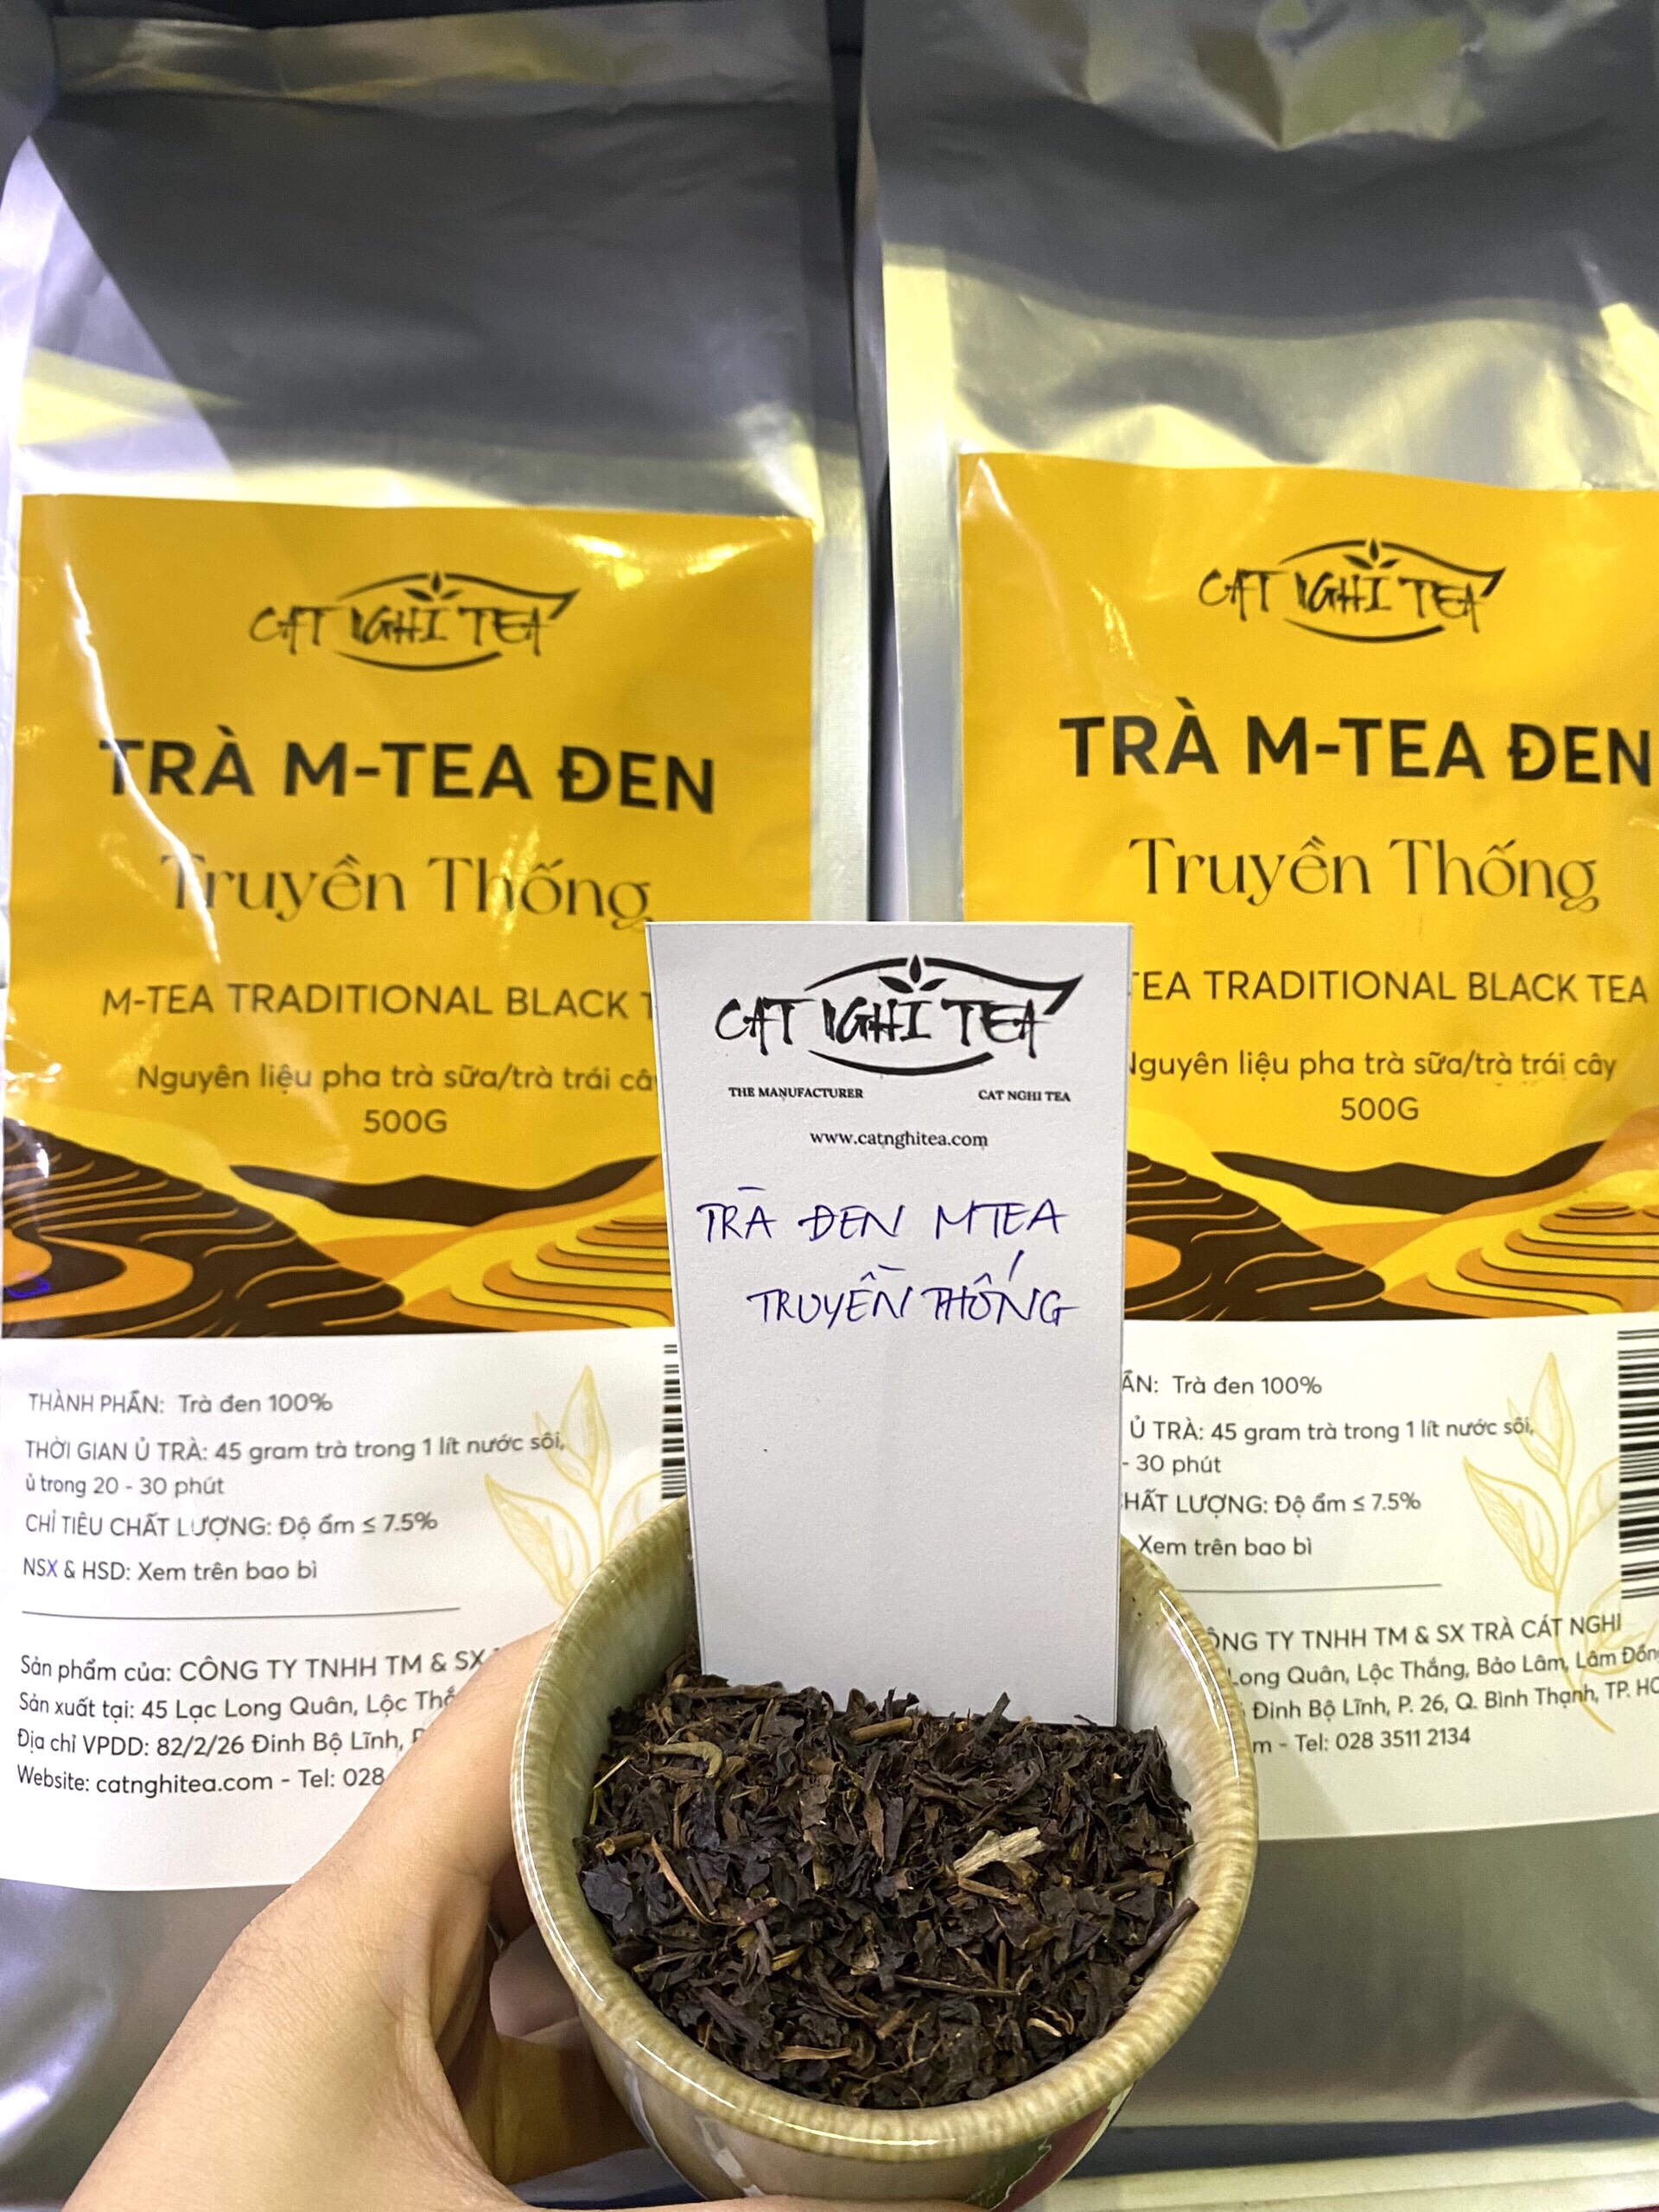 CAT NGHI TEA
TRÀ M-TEA ĐEN
Truyền Thống
M-TEA TRADITIONAL BLACK
Nguyên liệu pha trà sữa/trà trái
500G
THÀNH PHẦN: Trà đen 100%
THỜI GIAN Ủ TRÀ: 45 gram trà trong 1 lít nước sôi,
ủ trong 20 - 30 phút
CHỈ TIÊU CHẤT LƯỢNG: Độ ẩm ≤ 7.5%
NSX & HSD: Xem trên bao bì
Sản phẩm của: CÔNG TY TNHH TM & SX
Sản xuất tại: 45 Lạc Long Quân, Lộc
Địa chỉ VPDD: 82/2/26 Đinh Bộ Lĩnh,
Website: catnghitea.com - Tel: 028
CAT NGHI TEA
TRÀ M-TEA ĐEN
Truyền Thống
TEA TRADITIONAL BLACK TEA
Nguyên liệu pha trà sữa/trà trái cây
500G
Trà đen 100%
Ủ TRÀ: 45 gram trà trong 1 lít nước sôi,
- 30 phút
LƯỢNG: Độ ẩm ≤ 7.5%
Xem trên bao bì
TY TNHH TM & SX TRÀ CÁT NGHI
Long Quân, Lộc Thắng, Bảo Lâm, Lâm Đồng
Đinh Bộ Lĩnh, P. 26, Q. Bình Thạnh, TP.
- Tel: 028 3511 2134
CAT NGHI TEA
THE MANUFACTURER CAT NGHI TEA
www.catnghitea.com
TRÀ ĐEN MTEA
TRUYỀN THỐNG